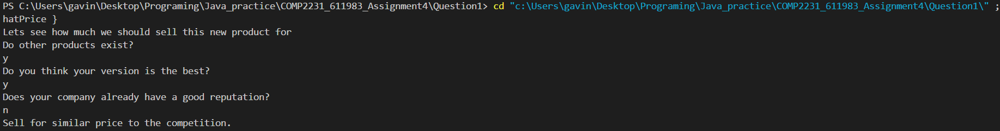 PS C:\Users\gavin\Desktop\Programing\Java_practice\COMP2231_611983_Assignment4\Question1> cd "c:\Users\gavin\Desktop\Programing\Java_practice\COMP2231_611983_Assignment4\Question1\" ;
hatPrice }
Lets see how much we should sell this new product for
Do other products exist?
y
Do you think your version is the best?
y
Does your company already have a good reputation?
n
Sell for similar price to the competition.